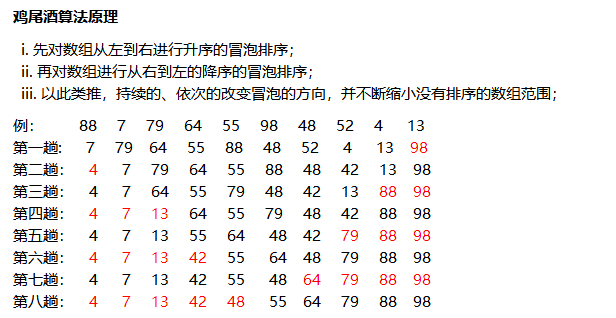 鸡尾酒算法原理
i. 先对数组从左到右进行升序的冒泡排序；
ii. 再对数组进行从右到左的降序的冒泡排序；
iii. 以此类推，持续的、依次的改变冒泡的方向，并不断缩小没有排序的数组范围；
例： 88 7 79 64 55 98 48 52 4 13
第一趟: 7 79 64 55 88 48 52 4 13 98
第二趟： 4 7 79 64 55 88 48 42 13 98
第三趟： 4 7 64 55 79 48 42 13 88 98
第四趟： 4 7 13 64 55 79 48 42 88 98
第五趟： 4 7 13 55 64 48 42 79 88 98
第六趟： 4 7 13 42 55 64 48 79 88 98
第七趟： 4 7 13 42 55 48 64 79 88 98
第八趟： 4 7 13 42 48 55 64 79 88 98